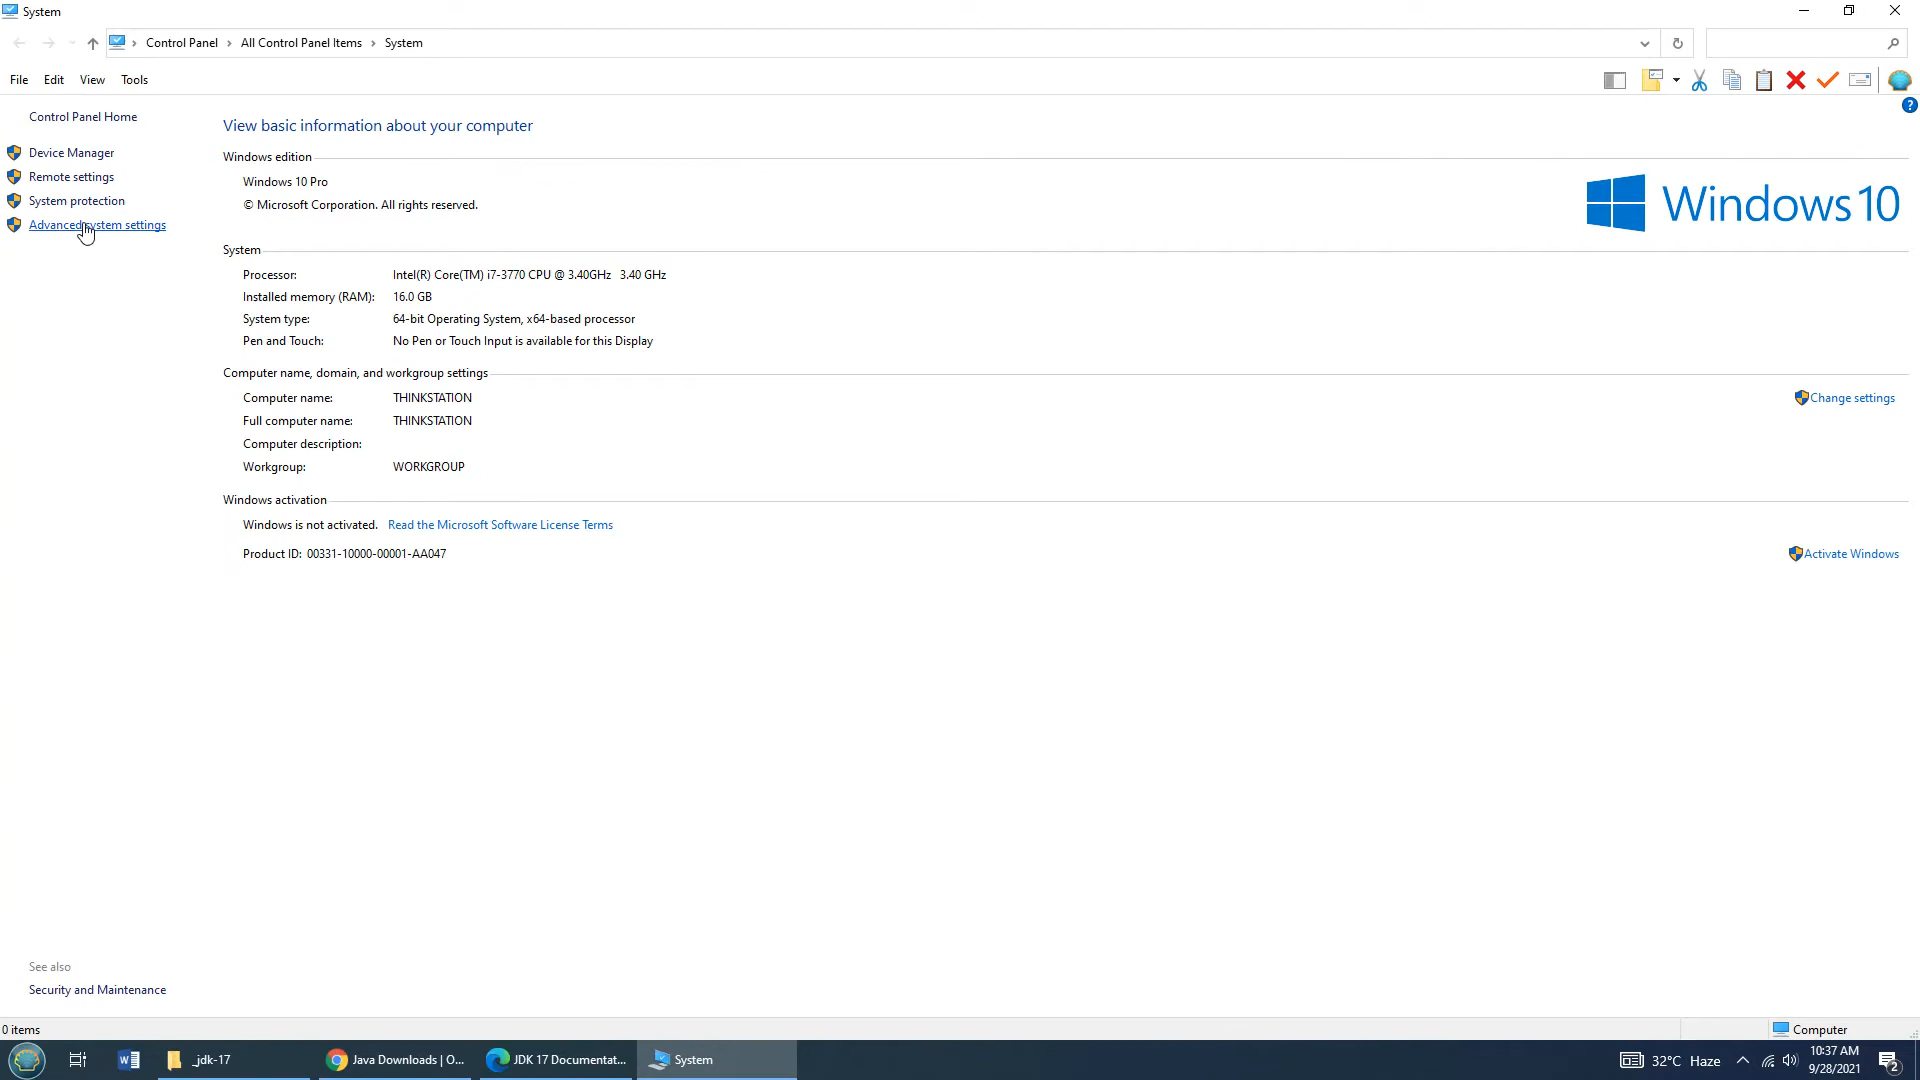 System
Control Panel > All Control Panel Items > System
File Edit View Tools
Control Panel Home
Device Manager
Remote settings
System protection
Advanced system settings
View basic information about your computer
Windows edition
Windows 10 Pro
© Microsoft Corporation. All rights reserved.
Windows 10
System
Processor: Intel(R) Core(TM) i7-3770 CPU @ 3.40GHz 3.40 GHz
Installed memory (RAM): 16.0 GB
System type: 64-bit Operating System, x64-based processor
Pen and Touch: No Pen or Touch Input is available for this Display
Computer name, domain, and workgroup settings
Computer name: THINKSTATION
Change settings
Full computer name: THINKSTATION
Computer description:
Workgroup: WORKGROUP
Windows activation
Windows is not activated. Read the Microsoft Software License Terms
Product ID: 00331-10000-00001-AA047
Activate Windows
See also
Security and Maintenance
0 items
Computer
_jdk-17
Java Downloads | O...
JDK 17 Documentat...
System
32°C Haze
10:37 AM
9/28/2021
2